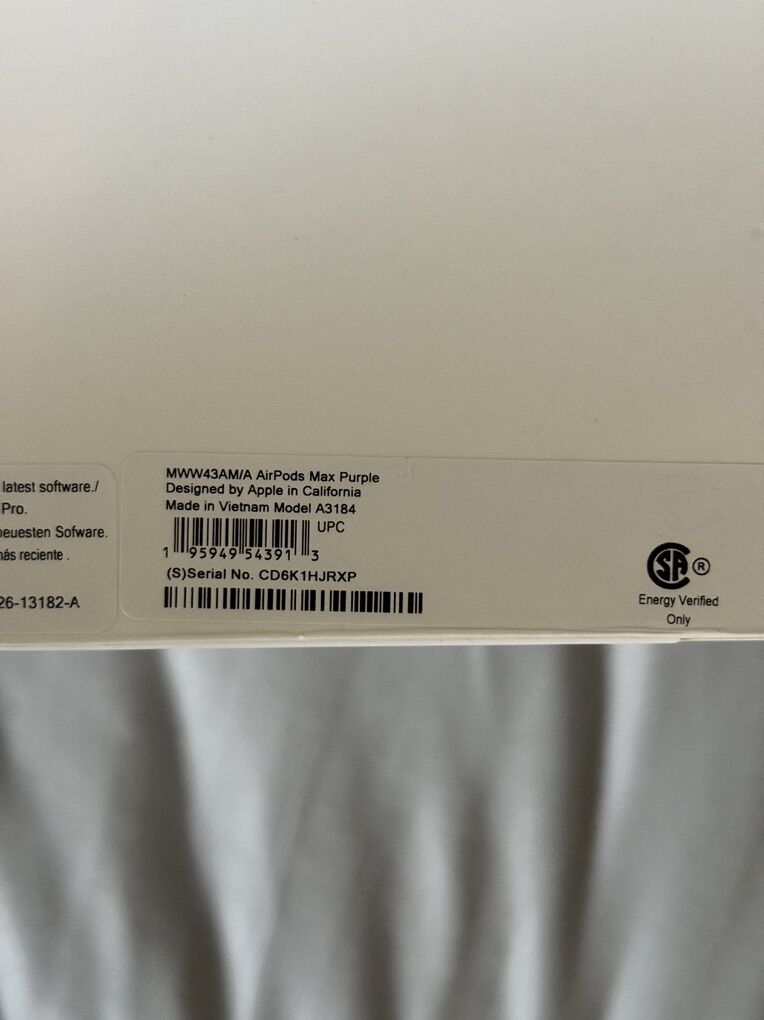 latest software./
Pro.
neuesten Sofware.
más reciente .
26-13182-A
MWW43AM/A AirPods Max Purple
Designed by Apple in California
Made in Vietnam Model A3184
UPC
1 95949 54391 3
(S)Serial No. CD6K1HJRXP
SA ®
Energy Verified
Only